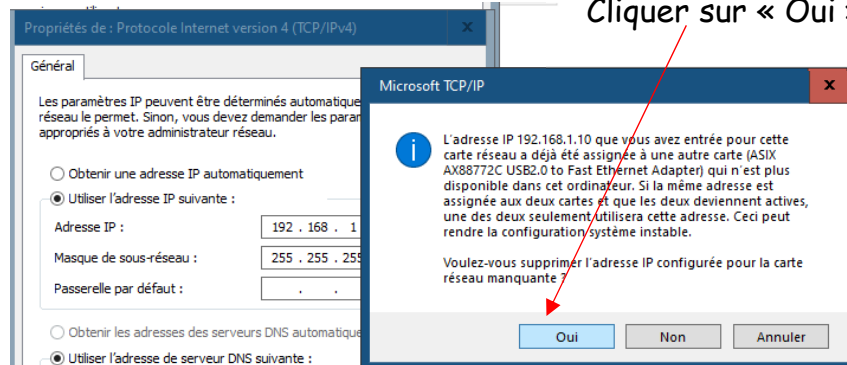 Cliquer sur « Oui »
Propriétés de : Protocole Internet version 4 (TCP/IPv4)
x
Général
Les paramètres IP peuvent être déterminés automatique
réseau le permet. Sinon, vous devez demander les parar
appropriés à votre administrateur réseau.
Obtenir une adresse IP automatiquement
Utiliser l'adresse IP suivante :
Adresse IP :
192 . 168 . 1
Masque de sous-réseau :
255 . 255 . 255
Passerelle par défaut :
. .
Obtenir les adresses des serveurs DNS automatique
Utiliser l'adresse de serveur DNS suivante :
Microsoft TCP/IP
x
L'adresse IP 192.168.1.10 que vous avez entrée pour cette
carte réseau a déjà été assignée à une autre carte (ASIX
AX88772C USB2.0 to Fast Ethernet Adapter) qui n'est plus
disponible dans cet ordinateur. Si la même adresse est
assignée aux deux cartes et que les deux deviennent actives,
une des deux seulement utilisera cette adresse. Ceci peut
rendre la configuration système instable.
Voulez-vous supprimer l'adresse IP configurée pour la carte
réseau manquante ?
Oui
Non
Annuler